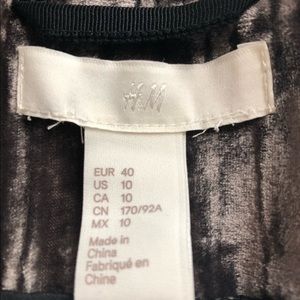 H&M
EUR 40
US 10
CA 10
CN 170/92A
MX 10
Made in
China
Fabriqué en
Chine